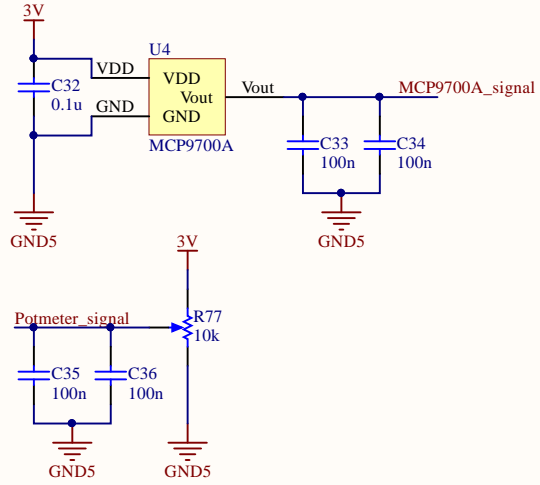 3V
U4
VDD
VDD
C32
0.1u
Vout
Vout
MCP9700A_signal
GND
GND
MCP9700A
C33
100n
C34
100n
GND5
GND5
3V
Potmeter_signal
R77
10k
C35
100n
C36
100n
GND5
GND5